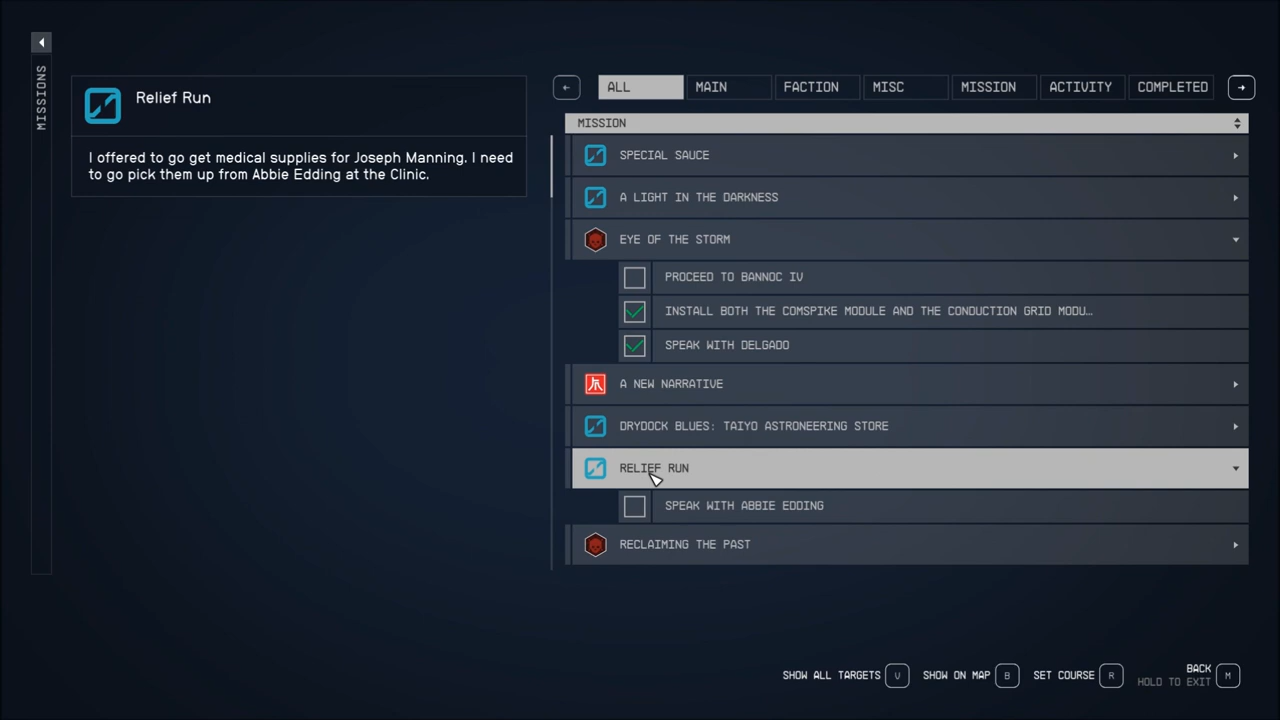 MISSIONS
Relief Run
I offered to go get medical supplies for Joseph Manning. I need
to go pick them up from Abbie Edding at the Clinic.
ALL MAIN FACTION MISC MISSION ACTIVITY COMPLETED
MISSION
SPECIAL SAUCE
A LIGHT IN THE DARKNESS
EYE OF THE STORM
PROCEED TO BANNOC IV
INSTALL BOTH THE COMSPIKE MODULE AND THE CONDUCTION GRID MODU…
SPEAK WITH DELGADO
A NEW NARRATIVE
DRYDOCK BLUES: TAIYO ASTRONEERING STORE
RELIEF RUN
SPEAK WITH ABBIE EDDING
RECLAIMING THE PAST
SHOW ALL TARGETS V SHOW ON MAP B SET COURSE R BACK M
HOLD TO EXIT